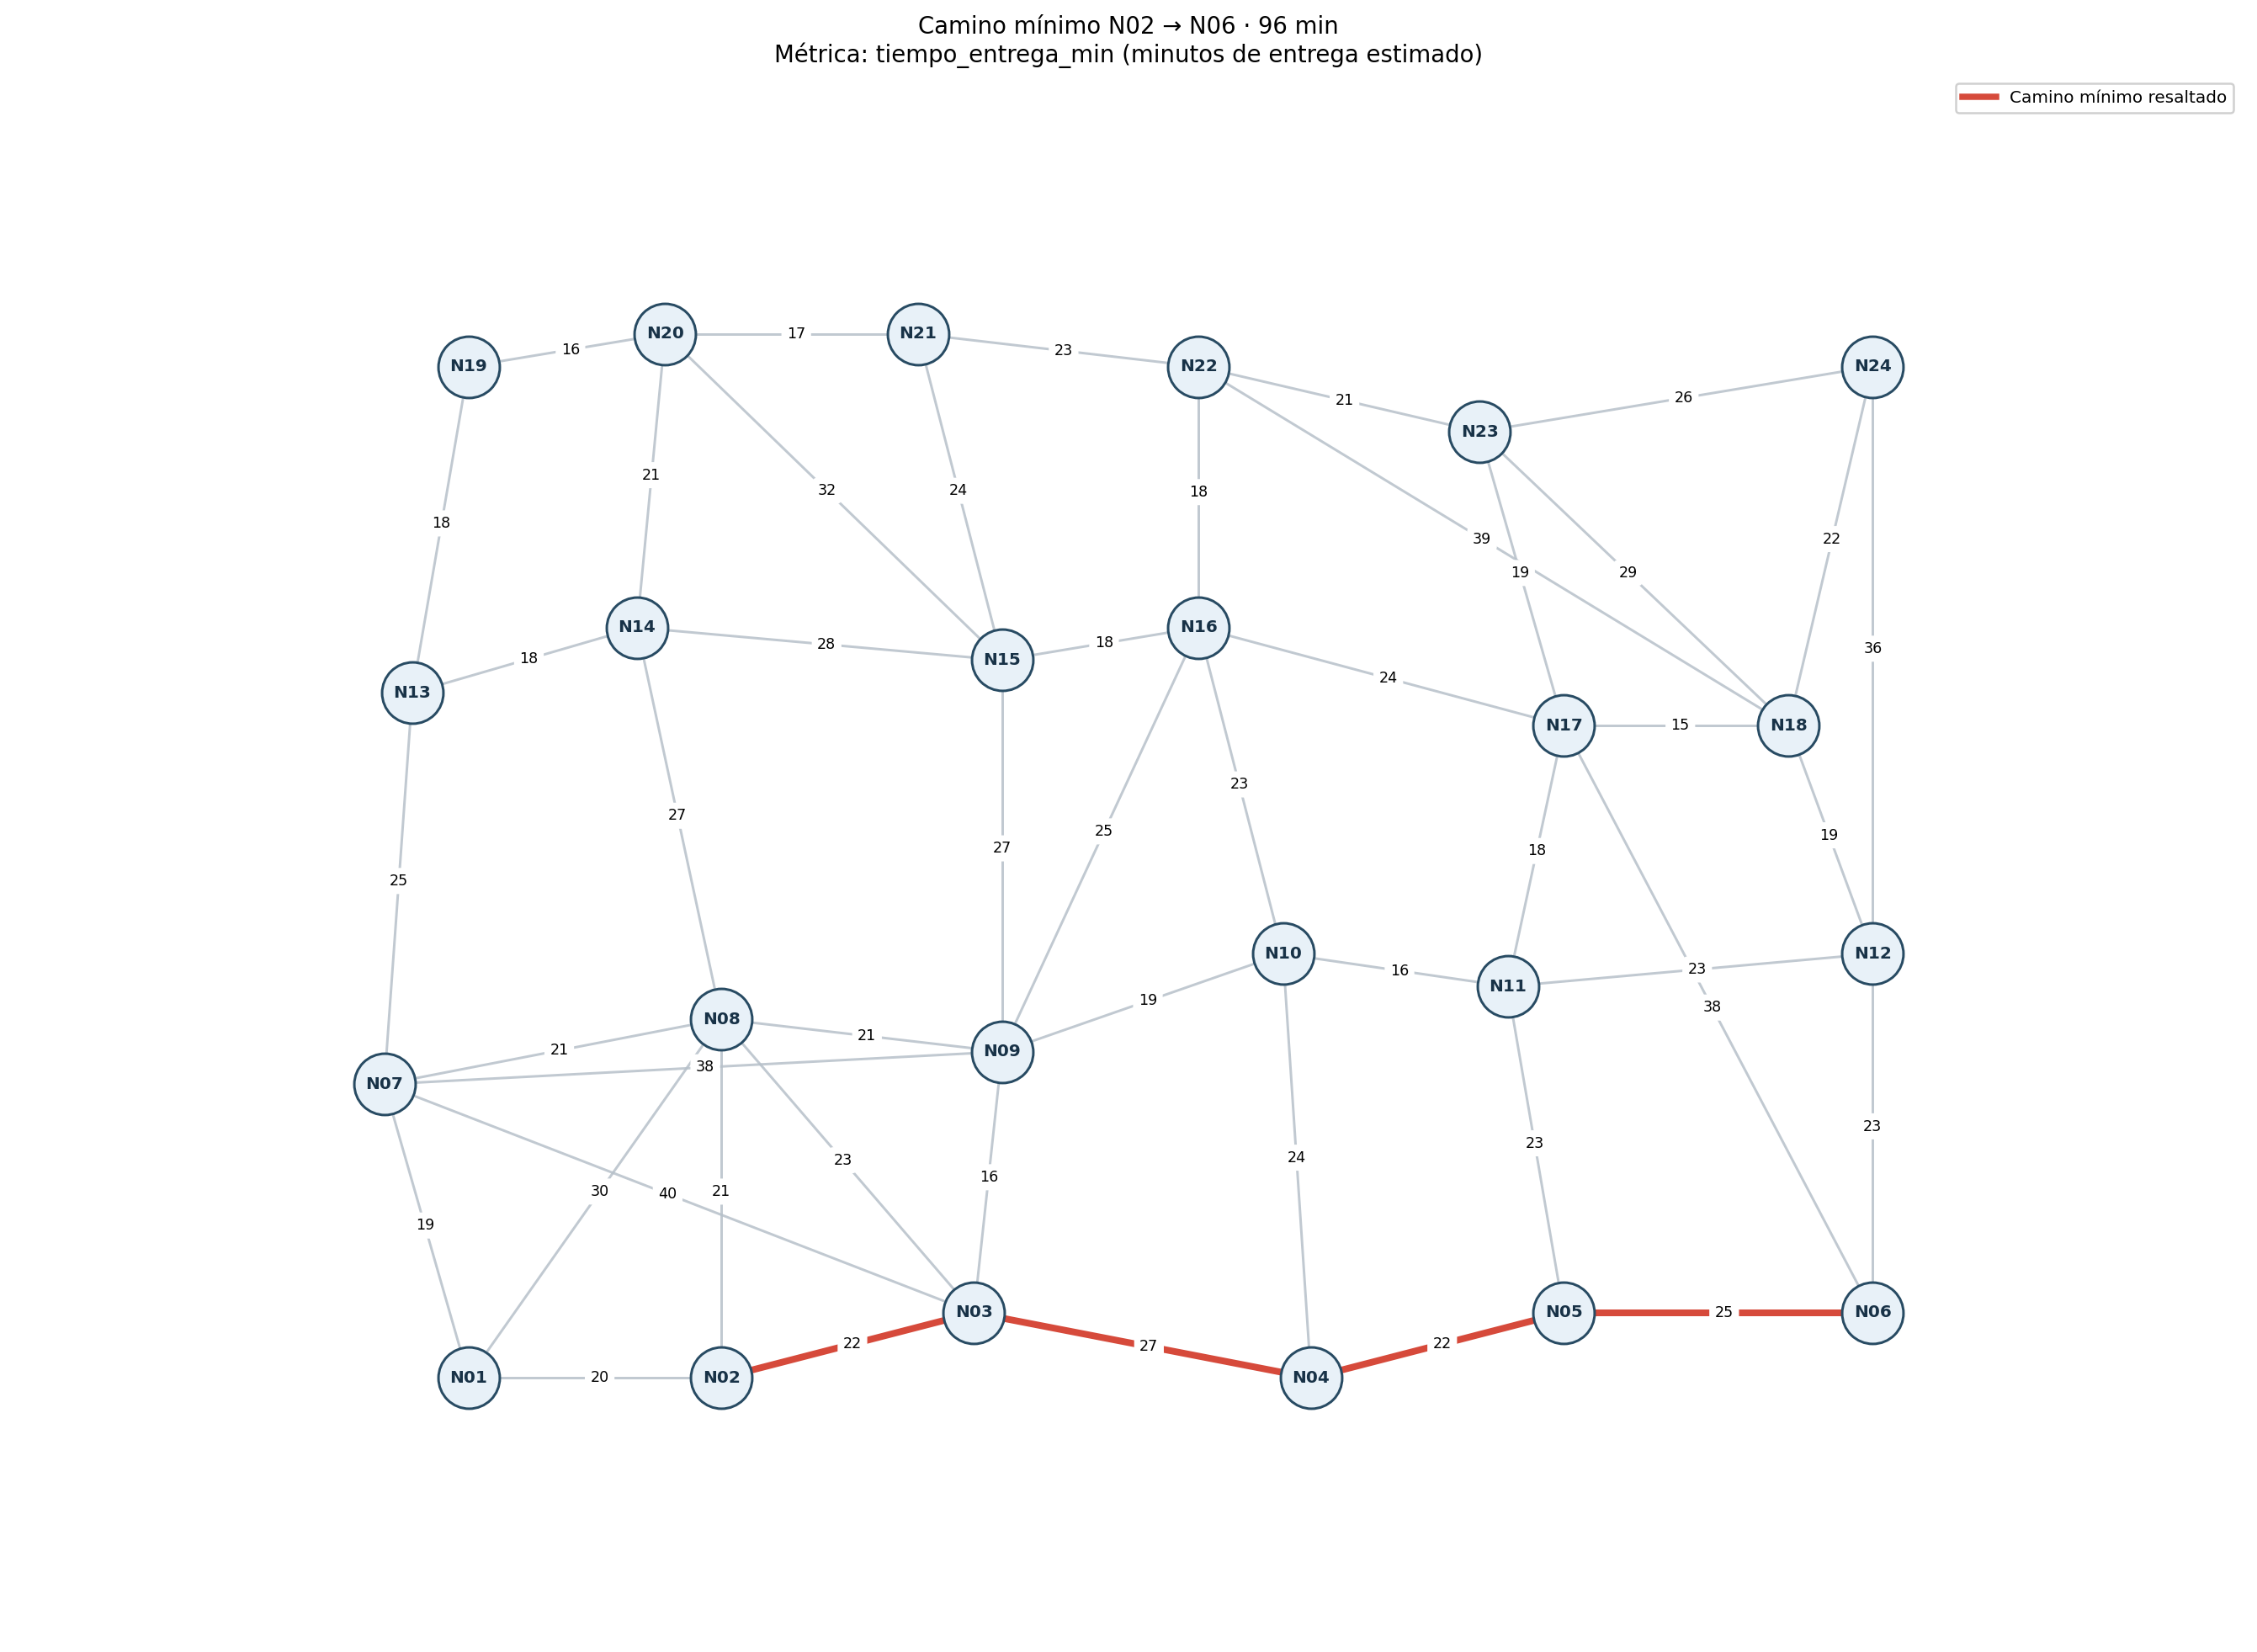 Camino mínimo N02 → N06 · 96 min
Métrica: tiempo_entrega_min (minutos de entrega estimado)
Camino mínimo resaltado
N20 17 N21
N19 16 23 N22 N24
21 26
N23
21 32 24 18
18 39 22
19 29
N14 N16
28 18 36
18 N15
N13 24
N17 15 N18
23
27 25 19
27 18
25
N10 N12
16 23
N11
19 38
N08
21 21 N09
38
N07
23 24 23
16
30 40 21
19
N03 N05 25 N06
22 27 22
N01 20 N02 N04